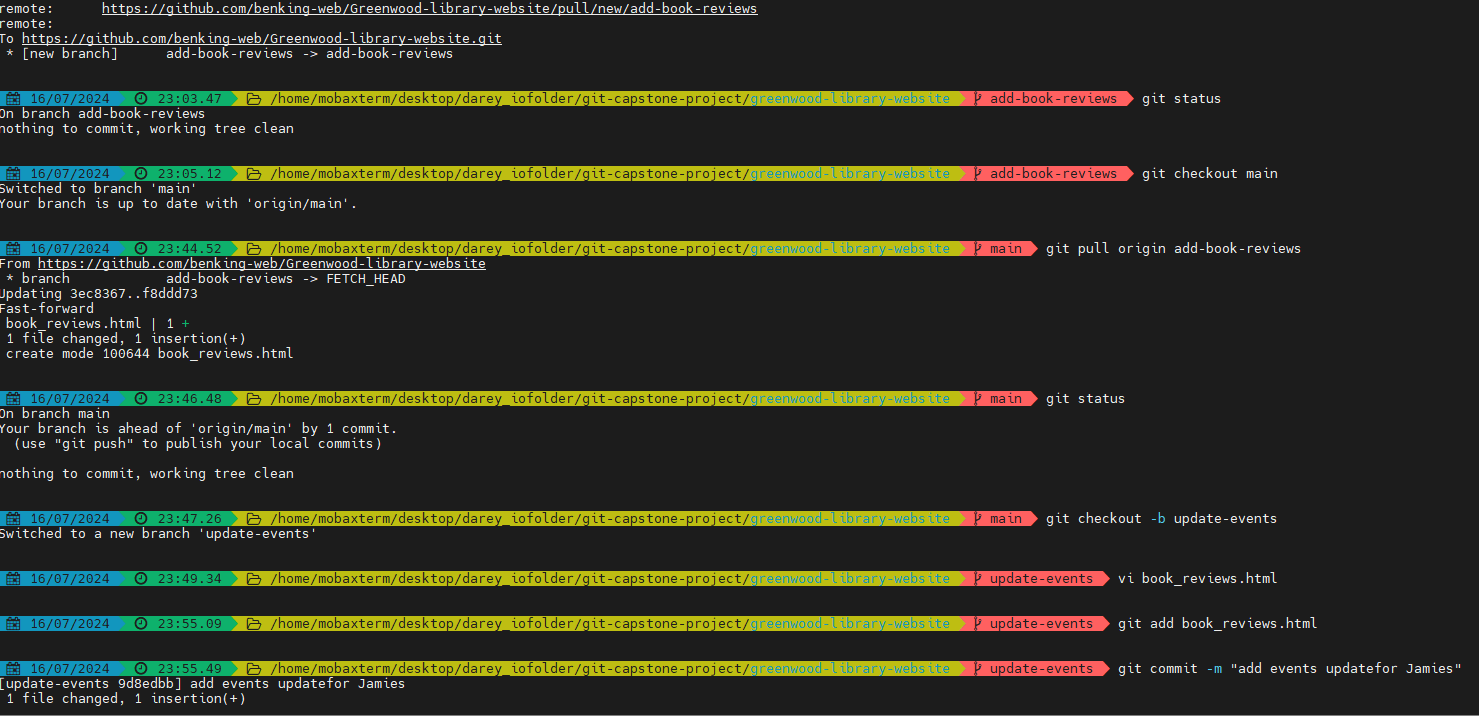 remote:      https://github.com/benking-web/Greenwood-library-website/pull/new/add-book-reviews
remote:
To https://github.com/benking-web/Greenwood-library-website.git
 * [new branch]      add-book-reviews -> add-book-reviews
16/07/2024 23:03.47 /home/mobaxterm/desktop/darey_iofolder/git-capstone-project/greenwood-library-website add-book-reviews git status
On branch add-book-reviews
nothing to commit, working tree clean
16/07/2024 23:05.12 /home/mobaxterm/desktop/darey_iofolder/git-capstone-project/greenwood-library-website add-book-reviews git checkout main
Switched to branch 'main'
Your branch is up to date with 'origin/main'.
16/07/2024 23:44.52 /home/mobaxterm/desktop/darey_iofolder/git-capstone-project/greenwood-library-website main git pull origin add-book-reviews
From https://github.com/benking-web/Greenwood-library-website
 * branch            add-book-reviews -> FETCH_HEAD
Updating 3ec8367..f8ddd73
Fast-forward
 book_reviews.html | 1 +
 1 file changed, 1 insertion(+)
 create mode 100644 book_reviews.html
16/07/2024 23:46.48 /home/mobaxterm/desktop/darey_iofolder/git-capstone-project/greenwood-library-website main git status
On branch main
Your branch is ahead of 'origin/main' by 1 commit.
  (use "git push" to publish your local commits)
nothing to commit, working tree clean
16/07/2024 23:47.26 /home/mobaxterm/desktop/darey_iofolder/git-capstone-project/greenwood-library-website main git checkout -b update-events
Switched to a new branch 'update-events'
16/07/2024 23:49.34 /home/mobaxterm/desktop/darey_iofolder/git-capstone-project/greenwood-library-website update-events vi book_reviews.html
16/07/2024 23:55.09 /home/mobaxterm/desktop/darey_iofolder/git-capstone-project/greenwood-library-website update-events git add book_reviews.html
16/07/2024 23:55.49 /home/mobaxterm/desktop/darey_iofolder/git-capstone-project/greenwood-library-website update-events git commit -m "add events updatefor Jamies"
[update-events 9d8edbb] add events updatefor Jamies
 1 file changed, 1 insertion(+)